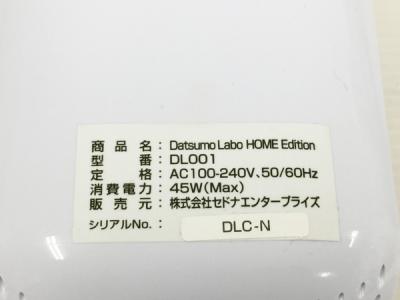 商品名：Datsumo Labo HOME Edition
型番：DL001
定格：AC100-240V、50/60Hz
消費電力：45W(Max)
販売元：株式会社セドナエンタープライズ
シリアルNo.： DLC-N